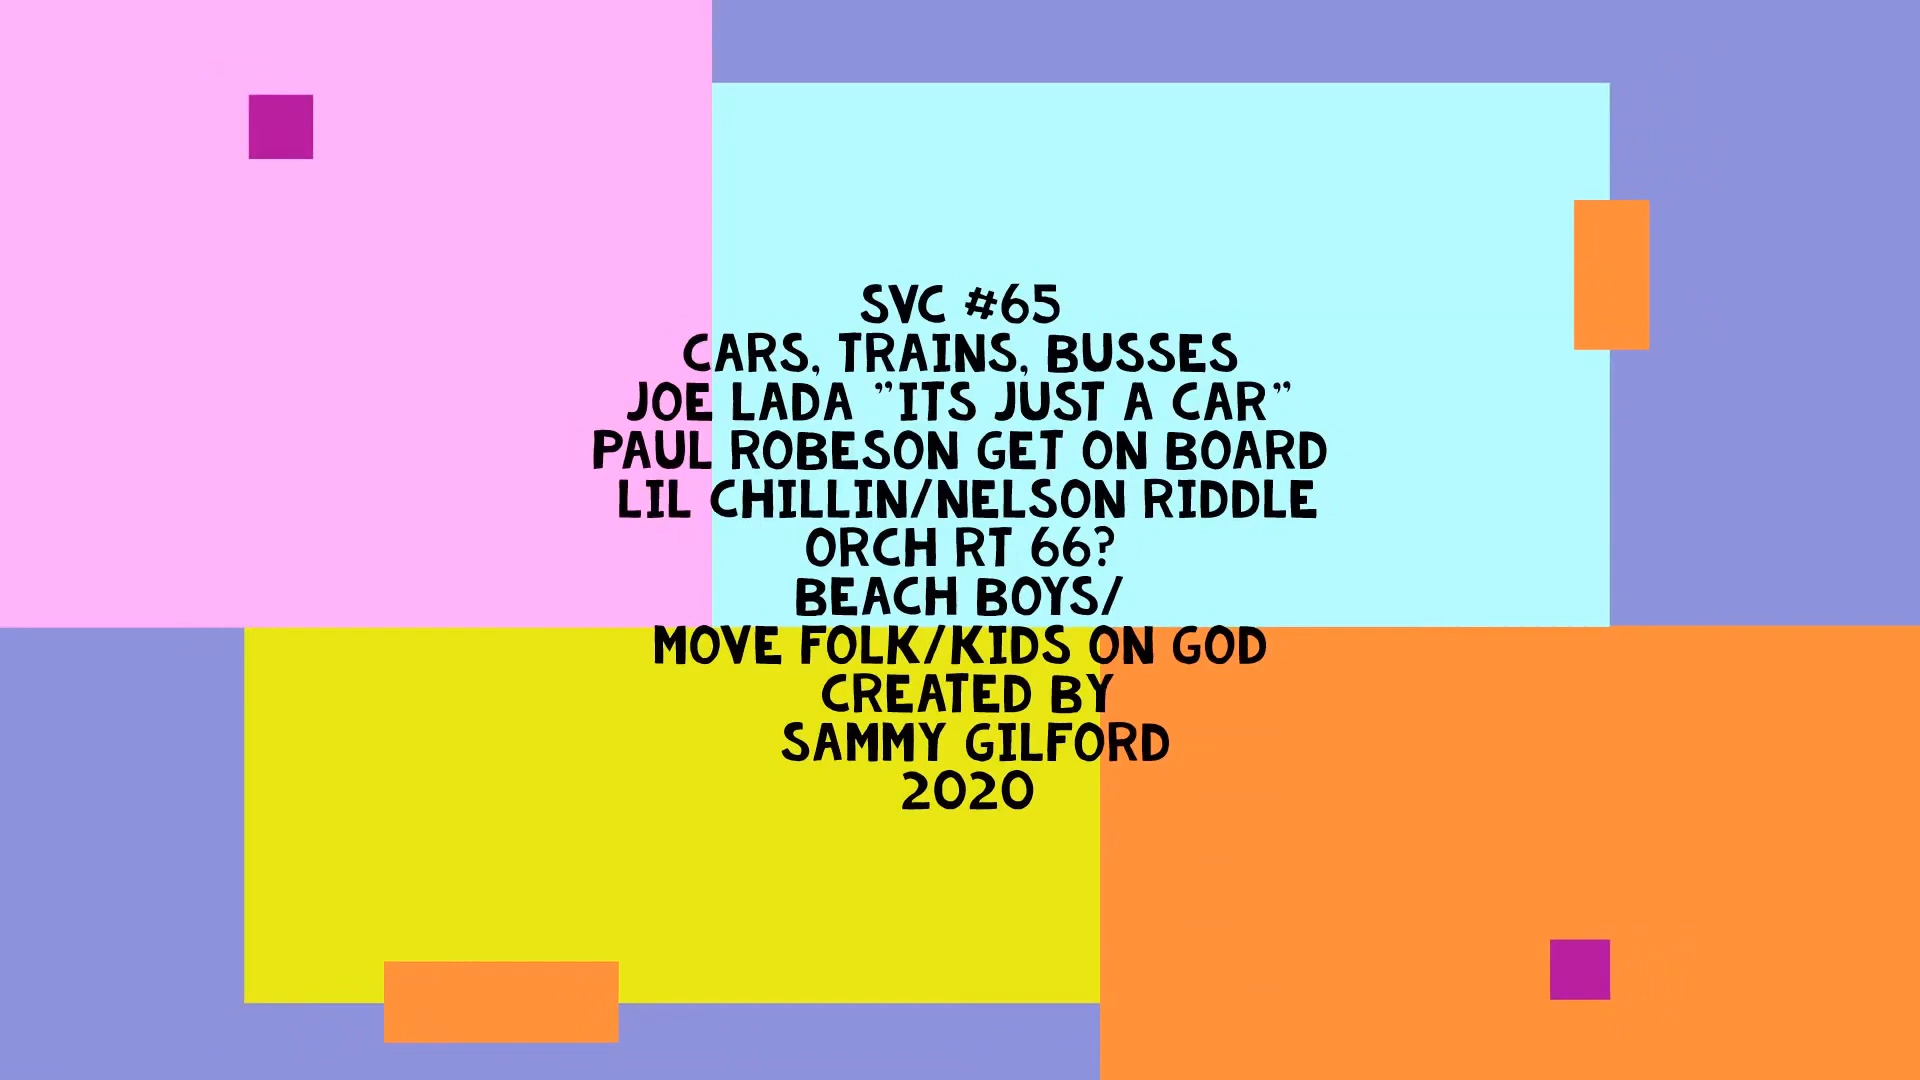 SVC #65
CARS, TRAINS, BUSSES
JOE LADA "ITS JUST A CAR"
PAUL ROBESON GET ON BOARD
LIL CHILLIN/NELSON RIDDLE
ORCH RT 66?
BEACH BOYS/
MOVE FOLK/KIDS ON GOD
CREATED BY
SAMMY GILFORD
2020